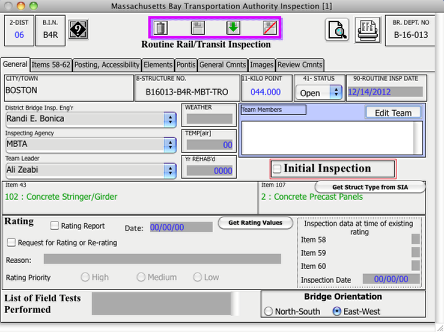 Massachusetts Bay Transportation Authority Inspection [1]
2-DIST
06
B.I.N.
B4R
Routine Rail/Transit Inspection
BR. DEPT. NO
B-16-013
General Items 58-62 Posting, Accessibility Elements Pontis General Cmnts Images Review Cmnts
CITY/TOWN
BOSTON
8-STRUCTURE NO.
B16013-B4R-MBT-TRO
11-KILO POINT
044.000
41- STATUS
Open
90-ROUTINE INSP DATE
12/14/2012
District Bridge Insp. Eng'r
Randi E. Bonica
WEATHER
Team Members
Edit Team
Inspecting Agency
MBTA
TEMP[air]
00
Team Leader
Ali Zeabi
Yr REHAB'd
0000
Initial Inspection
Item 43
102 : Concrete Stringer/Girder
Item 107
Get Struct Type from SIA
2 : Concrete Precast Panels
Rating
Rating Report
Date: 00/00/00
Get Rating Values
Request for Rating or Re-rating
Reason:
Rating Priority
High
Medium
Low
Inspection data at time of existing
rating
Item 58
Item 59
Item 60
Inspection Date 00/00/00
List of Field Tests
Performed
Bridge Orientation
North-South
East-West